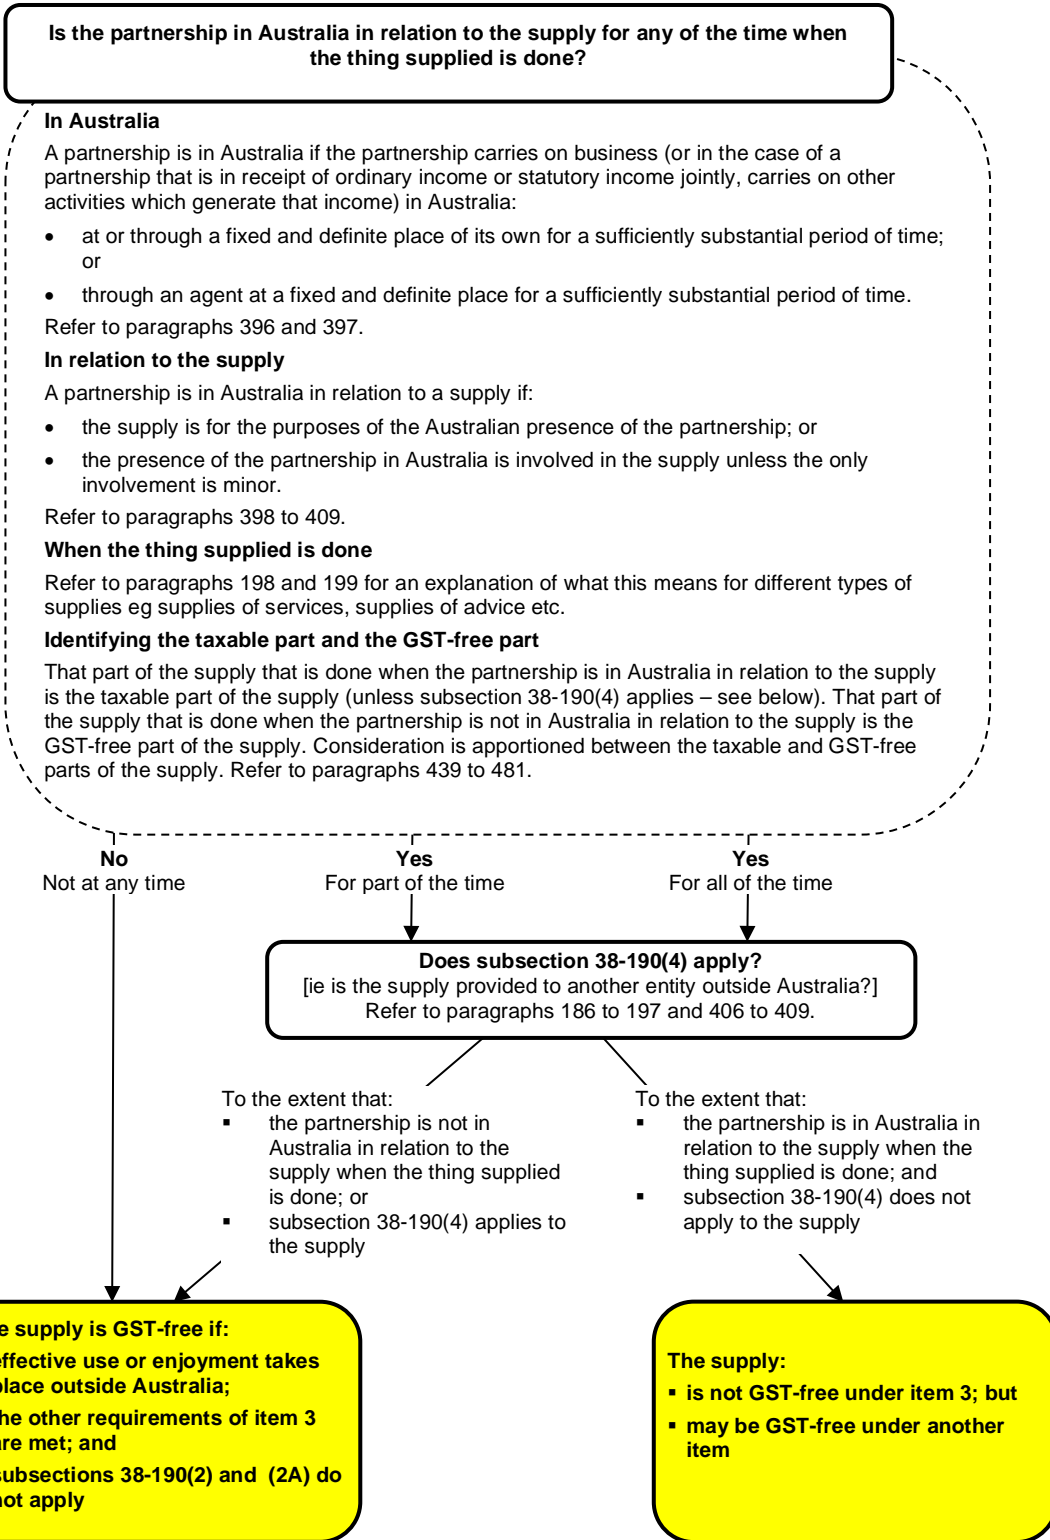 Is the partnership in Australia in relation to the supply for any of the time when
the thing supplied is done?
In Australia
A partnership is in Australia if the partnership carries on business (or in the case of a
partnership that is in receipt of ordinary income or statutory income jointly, carries on other
activities which generate that income) in Australia:
• at or through a fixed and definite place of its own for a sufficiently substantial period of time;
or
• through an agent at a fixed and definite place for a sufficiently substantial period of time.
Refer to paragraphs 396 and 397.
In relation to the supply
A partnership is in Australia in relation to a supply if:
• the supply is for the purposes of the Australian presence of the partnership; or
• the presence of the partnership in Australia is involved in the supply unless the only
involvement is minor.
Refer to paragraphs 398 to 409.
When the thing supplied is done
Refer to paragraphs 198 and 199 for an explanation of what this means for different types of
supplies eg supplies of services, supplies of advice etc.
Identifying the taxable part and the GST-free part
That part of the supply that is done when the partnership is in Australia in relation to the supply
is the taxable part of the supply (unless subsection 38-190(4) applies – see below). That part of
the supply that is done when the partnership is not in Australia in relation to the supply is the
GST-free part of the supply. Consideration is apportioned between the taxable and GST-free
parts of the supply. Refer to paragraphs 439 to 481.
No
Not at any time
Yes
For part of the time
Yes
For all of the time
Does subsection 38-190(4) apply?
[ie is the supply provided to another entity outside Australia?]
Refer to paragraphs 186 to 197 and 406 to 409.
To the extent that:
▪ the partnership is not in
Australia in relation to the
supply when the thing supplied
is done; or
▪ subsection 38-190(4) applies to
the supply
To the extent that:
▪ the partnership is in Australia in
relation to the supply when the
thing supplied is done; and
▪ subsection 38-190(4) does not
apply to the supply
e supply is GST-free if:
effective use or enjoyment takes
place outside Australia;
the other requirements of item 3
are met; and
subsections 38-190(2) and (2A) do
not apply
The supply:
▪ is not GST-free under item 3; but
▪ may be GST-free under another
item